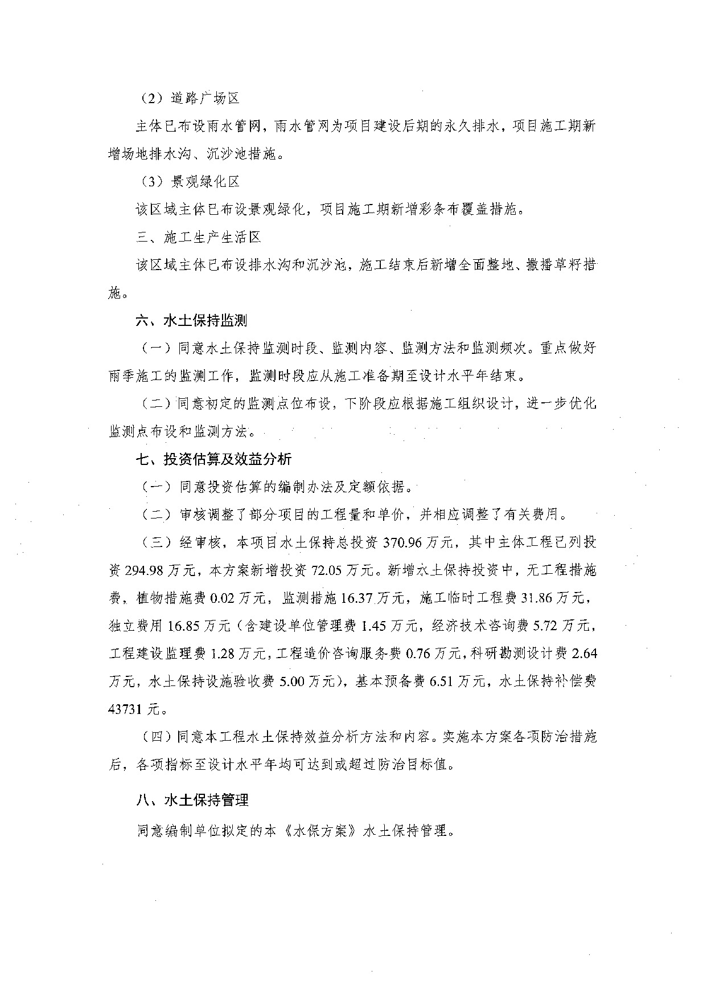 （2）道路广场区
主体已布设雨水管网，雨水管网为项目建设后期的永久排水，项目施工期新
增场地排水沟、沉沙池措施。
（3）景观绿化区
该区域主体已布设景观绿化，项目施工期新增彩条布覆盖措施。
三、施工生产生活区
该区域主体已布设排水沟和沉沙池，施工结束后新增全面整地、撒播草籽措
施。
六、水土保持监测
（一）同意水土保持监测时段、监测内容、监测方法和监测频次。重点做好
雨季施工的监测工作，监测时段应从施工准备期至设计水平年结束。
（二）同意初定的监测点位布设，下阶段应根据施工组织设计，进一步优化
监测点布设和监测方法。
七、投资估算及效益分析
（一）同意投资估算的编制办法及定额依据。
（二）审核调整了部分项目的工程量和单价，并相应调整了有关费用。
（三）经审核，本项目水土保持总投资 370.96 万元，其中主体工程已列投
资 294.98 万元，本方案新增投资 72.05 万元。新增水土保持投资中，无工程措施
费，植物措施费 0.02 万元，监测措施 16.37 万元，施工临时工程费 31.86 万元，
独立费用 16.85 万元（含建设单位管理费 1.45 万元，经济技术咨询费 5.72 万元，
工程建设监理费 1.28 万元，工程造价咨询服务费 0.76 万元，科研勘测设计费 2.64
万元，水土保持设施验收费 5.00 万元），基本预备费 6.51 万元，水土保持补偿费
43731 元。
（四）同意本工程水土保持效益分析方法和内容。实施本方案各项防治措施
后，各项指标至设计水平年均可达到或超过防治目标值。
八、水土保持管理
同意编制单位拟定的本《水保方案》水土保持管理。